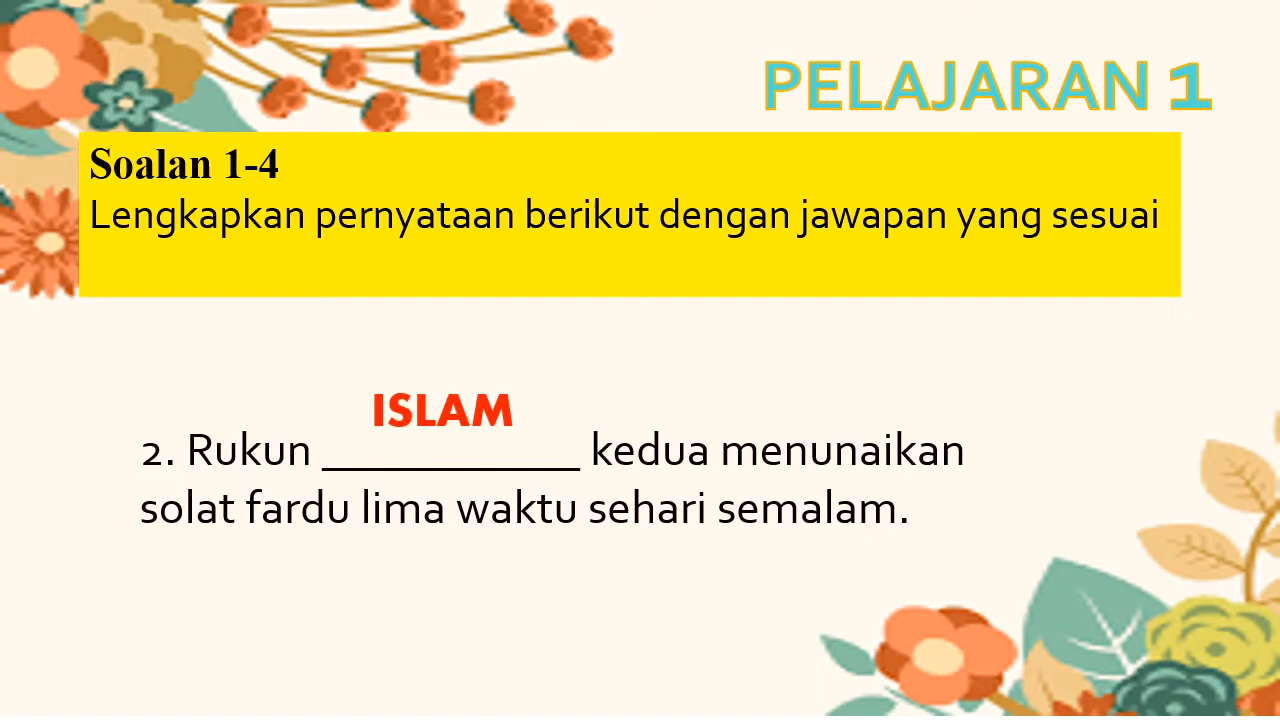 PELAJARAN 1
Soalan 1-4
Lengkapkan pernyataan berikut dengan jawapan yang sesuai
ISLAM
2. Rukun ___________ kedua menunaikan
solat fardu lima waktu sehari semalam.